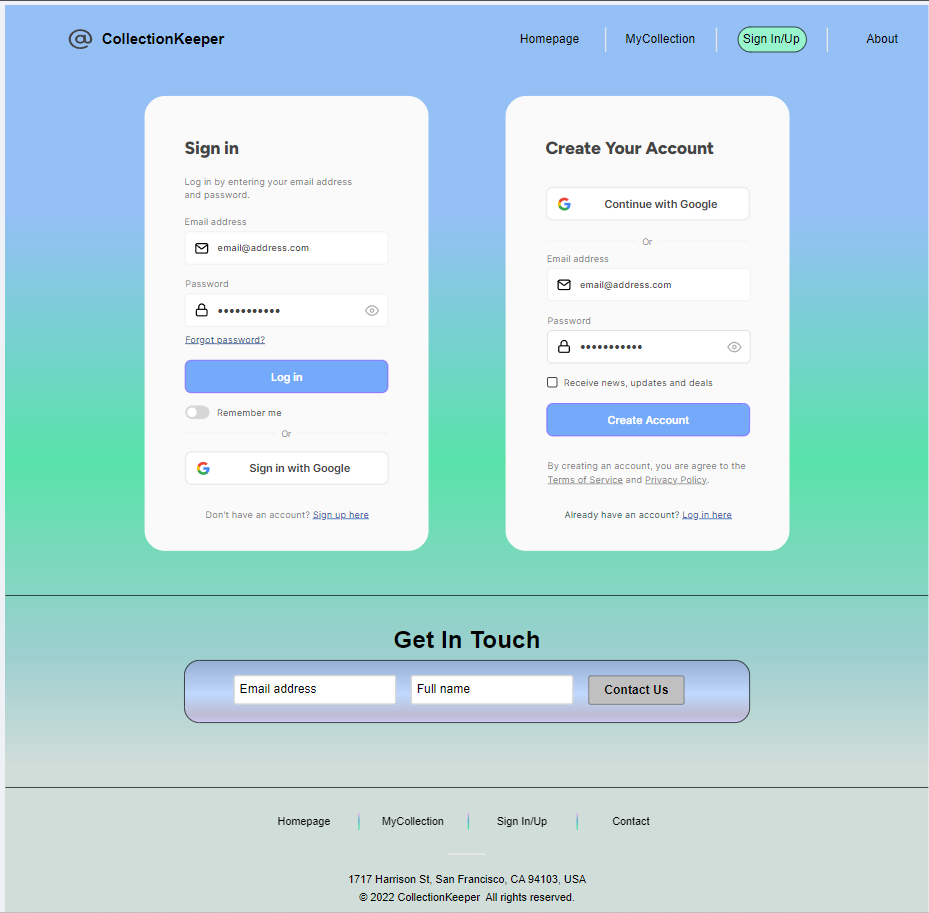 @ CollectionKeeper
Homepage
MyCollection
Sign In/Up
About
Sign in
Log in by entering your email address
and password.
Email address
email@address.com
Password
•••••••••••
Forgot password?
Log in
Remember me
Or
Sign in with Google
Don't have an account? Sign up here
Create Your Account
Continue with Google
Or
Email address
email@address.com
Password
•••••••••••
Receive news, updates and deals
Create Account
By creating an account, you are agree to the
Terms of Service and Privacy Policy.
Already have an account? Log in here
Get In Touch
Email address
Full name
Contact Us
Homepage
MyCollection
Sign In/Up
Contact
1717 Harrison St, San Francisco, CA 94103, USA
© 2022 CollectionKeeper All rights reserved.